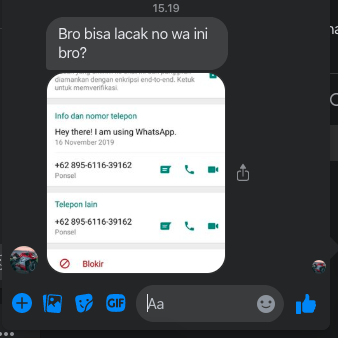 15.19
Bro bisa lacak no wa ini
bro?
diamankan dengan enkripsi end-to-end. Ketuk
untuk memverifikasi.
Info dan nomor telepon
Hey there! I am using WhatsApp.
16 November 2019
+62 895-6116-39162
Ponsel
Telepon lain
+62 895-6116-39162
Ponsel
Blokir
GIF
Aa